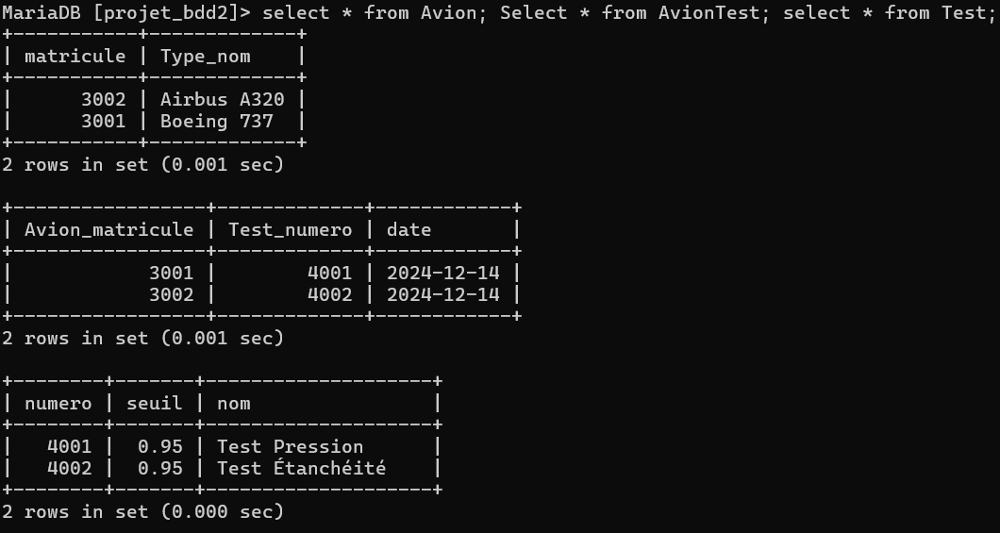 MariaDB [projet_bdd2]> select * from Avion; Select * from AvionTest; select * from Test;
+-----------+-------------+
| matricule | Type_nom    |
+-----------+-------------+
|      3002 | Airbus A320 |
|      3001 | Boeing 737  |
+-----------+-------------+
2 rows in set (0.001 sec)

+-----------------+-------------+------------+
| Avion_matricule | Test_numero | date       |
+-----------------+-------------+------------+
|            3001 |        4001 | 2024-12-14 |
|            3002 |        4002 | 2024-12-14 |
+-----------------+-------------+------------+
2 rows in set (0.001 sec)

+--------+-------+--------------------+
| numero | seuil | nom                |
+--------+-------+--------------------+
|   4001 |  0.95 | Test Pression      |
|   4002 |  0.95 | Test Étanchéité    |
+--------+-------+--------------------+
2 rows in set (0.000 sec)